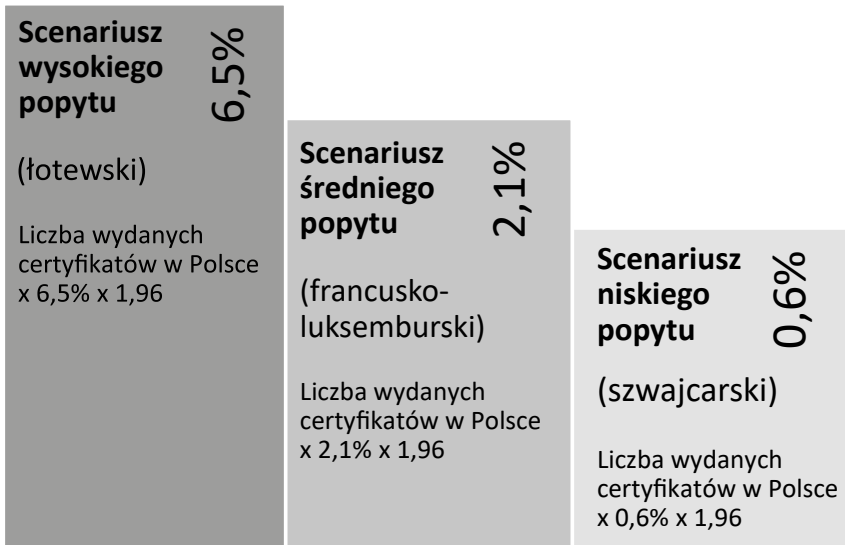 Scenariusz
wysokiego
popytu
6,5%
(łotewski)
Liczba wydanych
certyfikatów w Polsce
x 6,5% x 1,96
Scenariusz
średniego
popytu
2,1%
(francusko-
luksemburski)
Liczba wydanych
certyfikatów w Polsce
x 2,1% x 1,96
Scenariusz
niskiego
popytu
0,6%
(szwajcarski)
Liczba wydanych
certyfikatów w Polsce
x 0,6% x 1,96